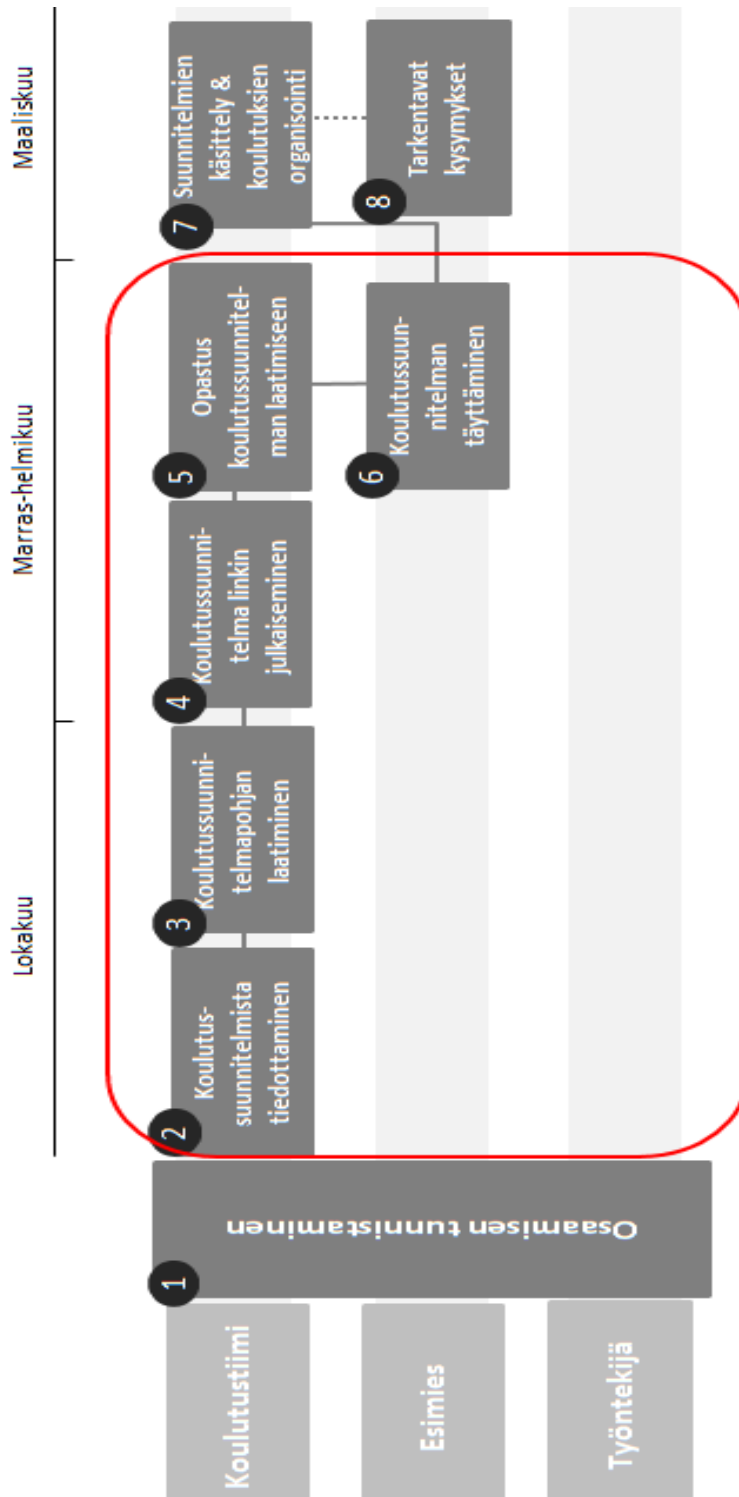 Lokakuu
Marras-helmikuu
Maaliskuu
Koulutustiimi
Esimies
Työntekijä
1
Osaamisen tunnistaminen
2
Koulutus-
suunnitelmista
tiedottaminen
3
Koulutussuunni-
telmapohjan
laatiminen
4
Koulutussuunni-
telma linkin
julkaiseminen
5
Opastus
koulutussuunnitel-
man laatimiseen
6
Koulutussuun-
nitelman
täyttäminen
7
Suunnitelmien
käsittely &
koulutuksien
organisointi
8
Tarkentavat
kysymykset